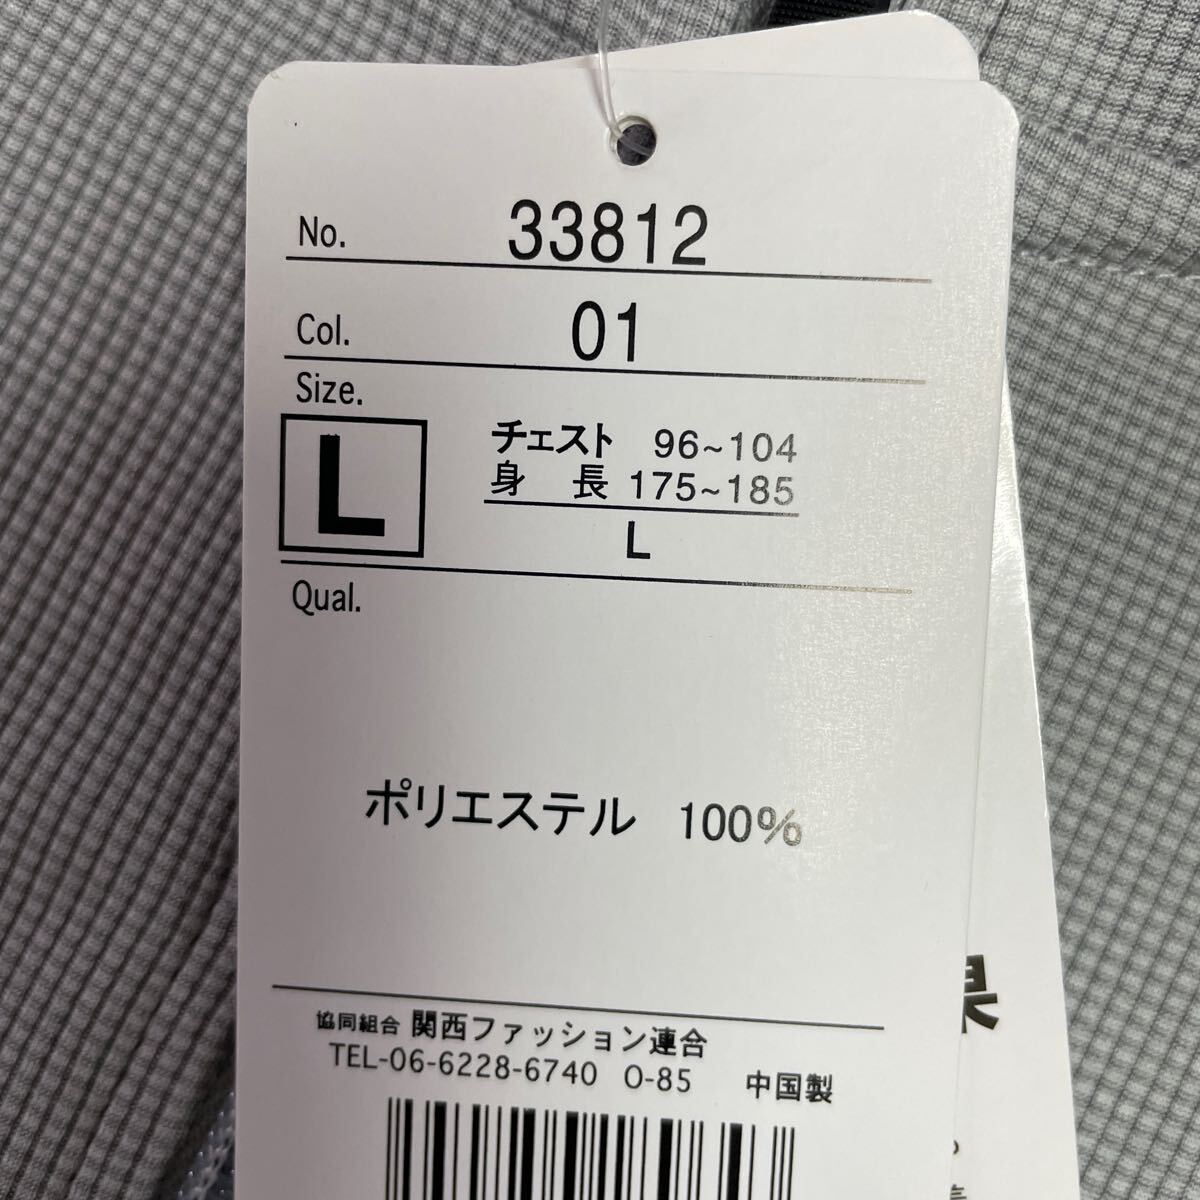 No. 33812
Col. 01
Size.
L
チェスト 96~104
身 長 175~185
L
Qual.
ポリエステル 100%
協同組合 関西ファッション連合
TEL-06-6228-6740 O-85 中国製
果